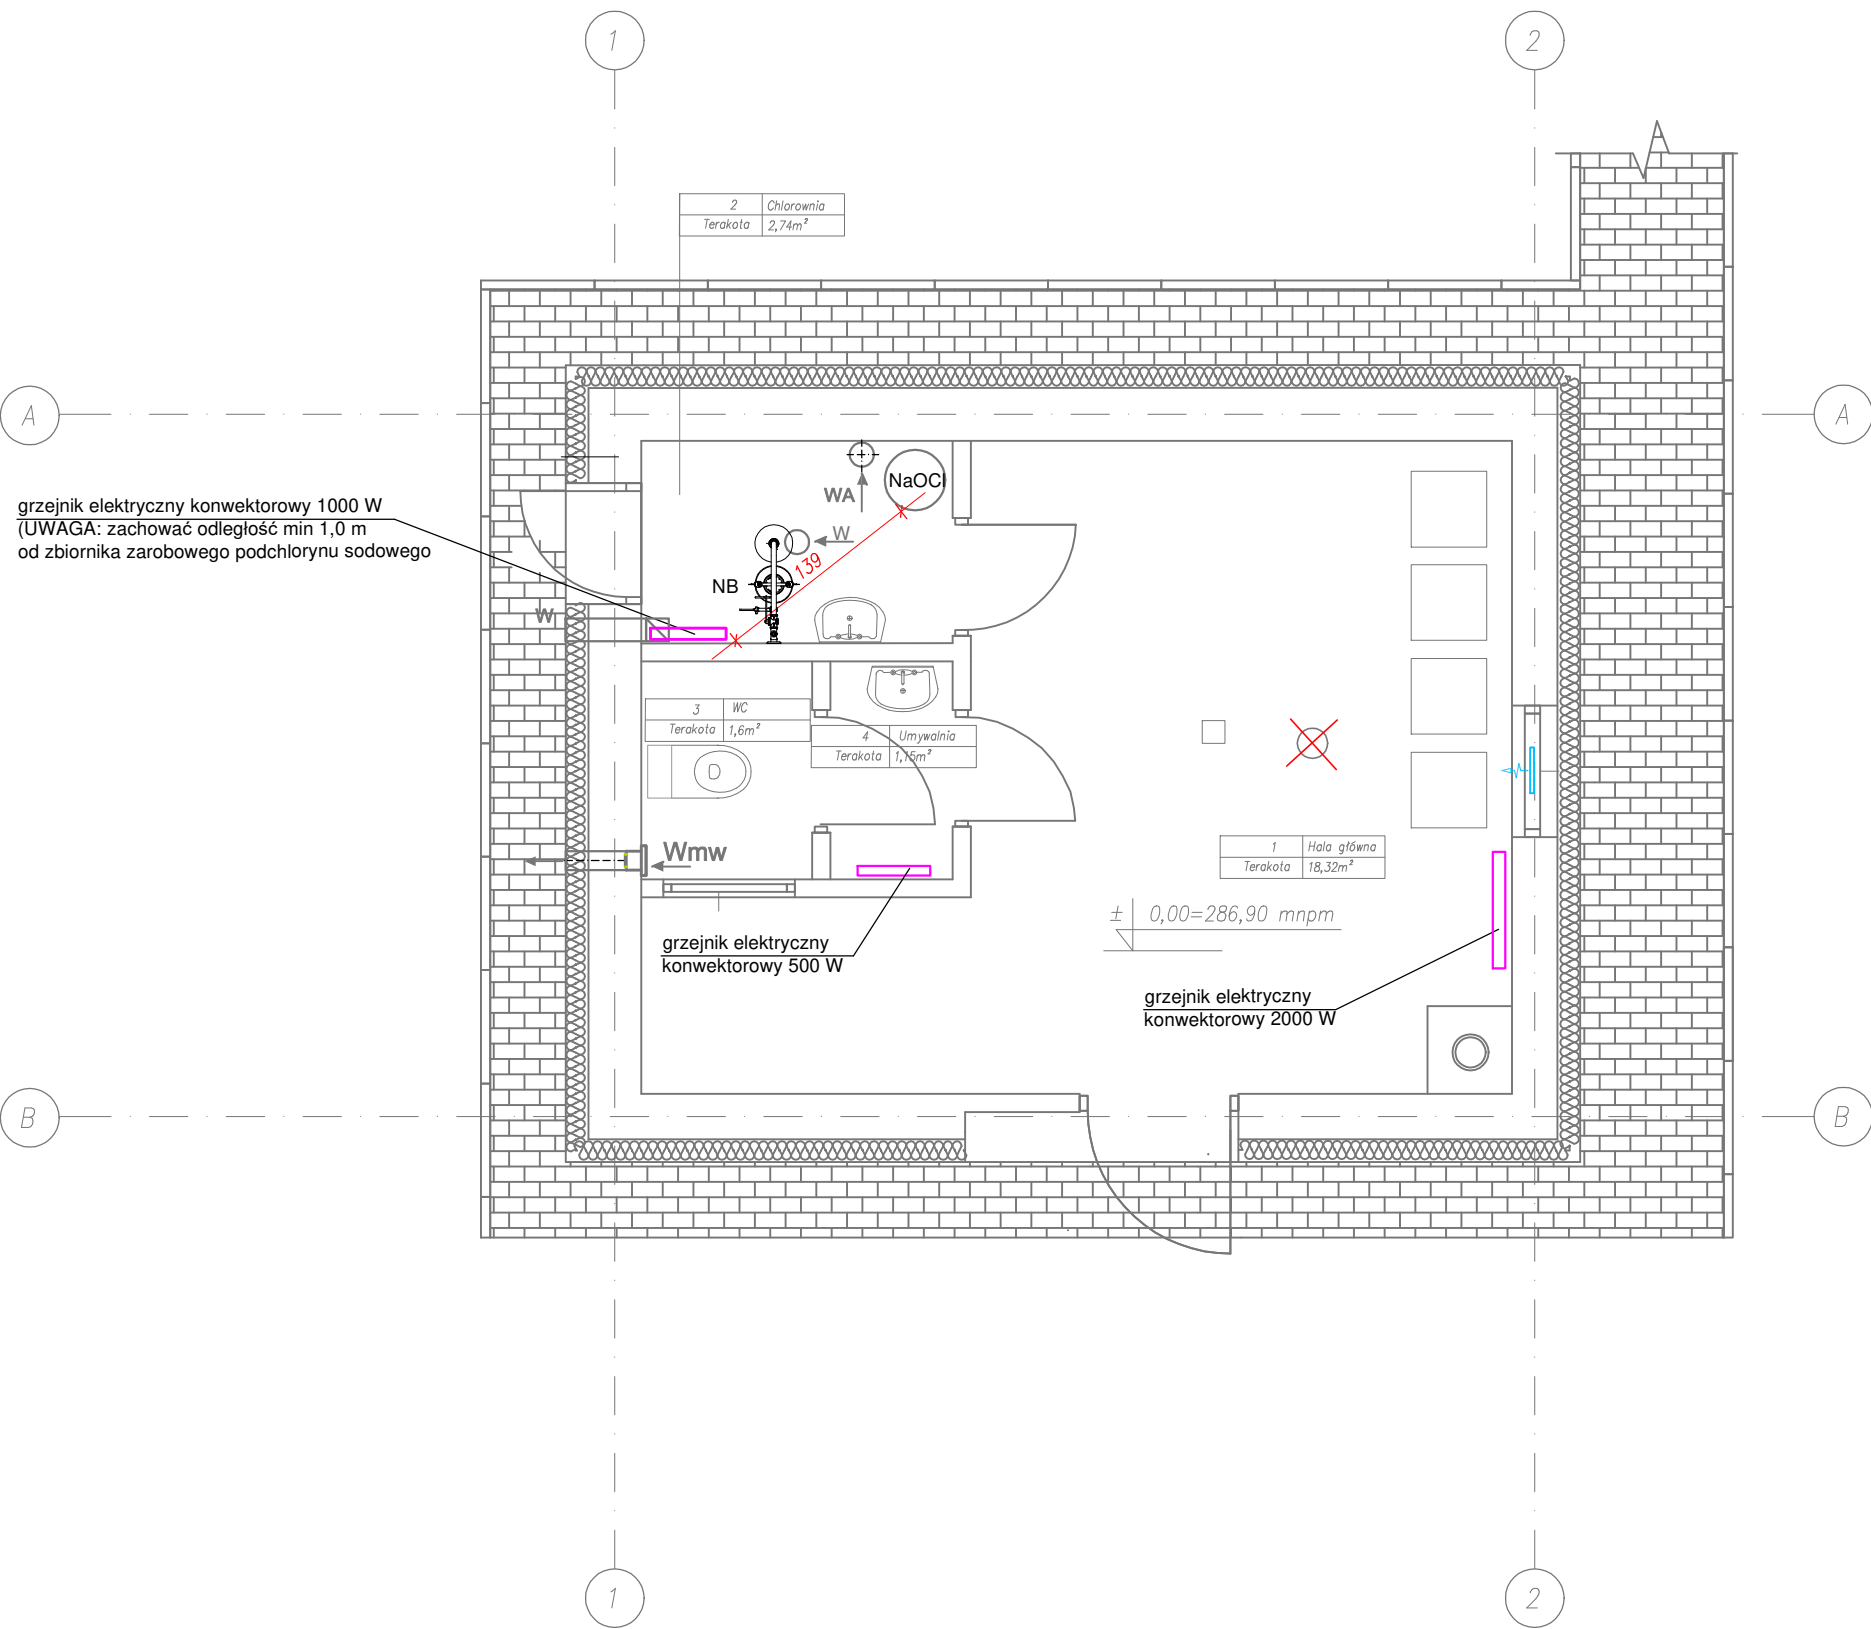 1
2
2 Chlorownia
Terakota 2,74m²
A
A
grzejnik elektryczny konwektorowy 1000 W
(UWAGA: zachować odległość min 1,0 m
od zbiornika zarobowego podchlorynu sodowego
NaOCl
WA
W
139
NB
W
3 WC
Terakota 1,6m²
4 Umywalnia
Terakota 1,15m²
Wmw
1 Hala główna
Terakota 18,32m²
± 0,00=286,90 mnpm
grzejnik elektryczny
konwektorowy 500 W
grzejnik elektryczny
konwektorowy 2000 W
B
B
1
2